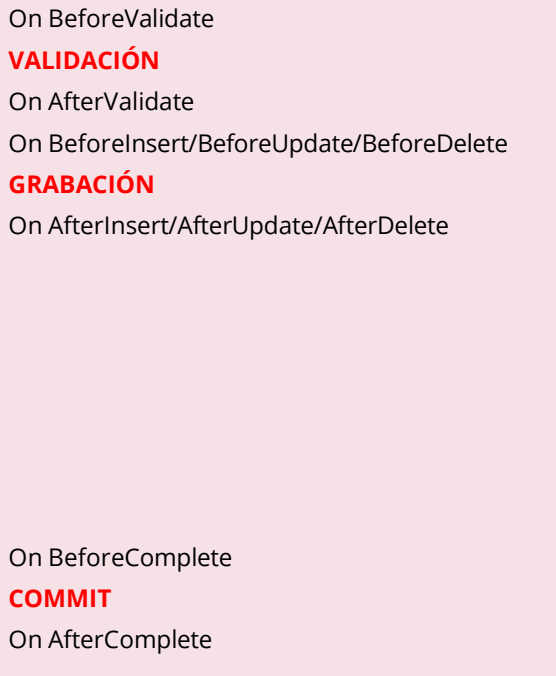 On BeforeValidate
VALIDACIÓN
On AfterValidate
On BeforeInsert/BeforeUpdate/BeforeDelete
GRABACIÓN
On AfterInsert/AfterUpdate/AfterDelete
On BeforeComplete
COMMIT
On AfterComplete